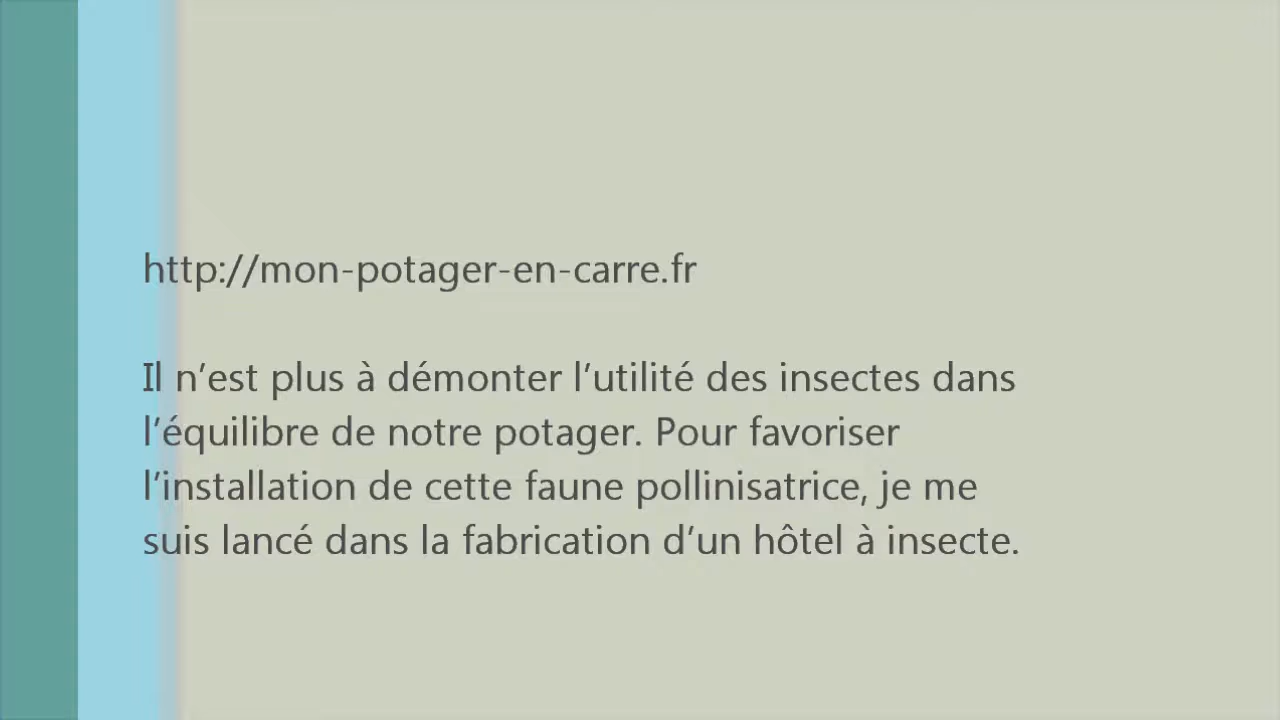 http://mon-potager-en-carre.fr
Il n’est plus à démonter l’utilité des insectes dans
l’équilibre de notre potager. Pour favoriser
l’installation de cette faune pollinisatrice, je me
suis lancé dans la fabrication d’un hôtel à insecte.